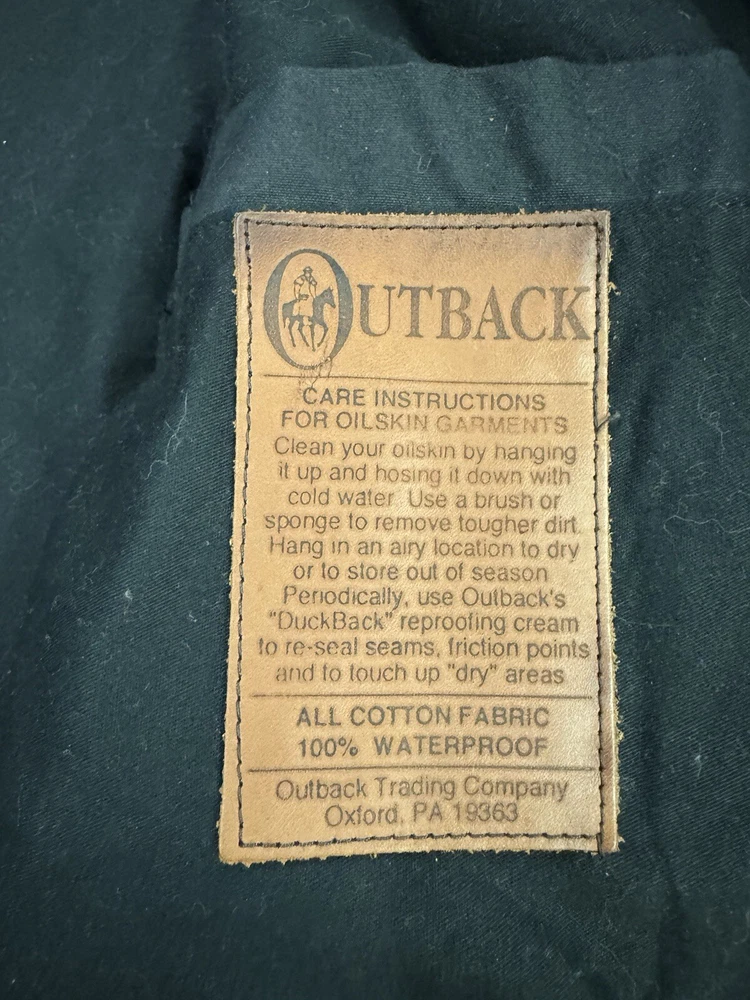 OUTBACK
CARE INSTRUCTIONS
FOR OILSKIN GARMENTS
Clean your oilskin by hanging
it up and hosing it down with
cold water. Use a brush or
sponge to remove tougher dirt.
Hang in an airy location to dry
or to store out of season
Periodically, use Outback's
"DuckBack" reproofing cream
to re-seal seams, friction points
and to touch up "dry" areas
ALL COTTON FABRIC
100% WATERPROOF
Outback Trading Company
Oxford, PA 19363